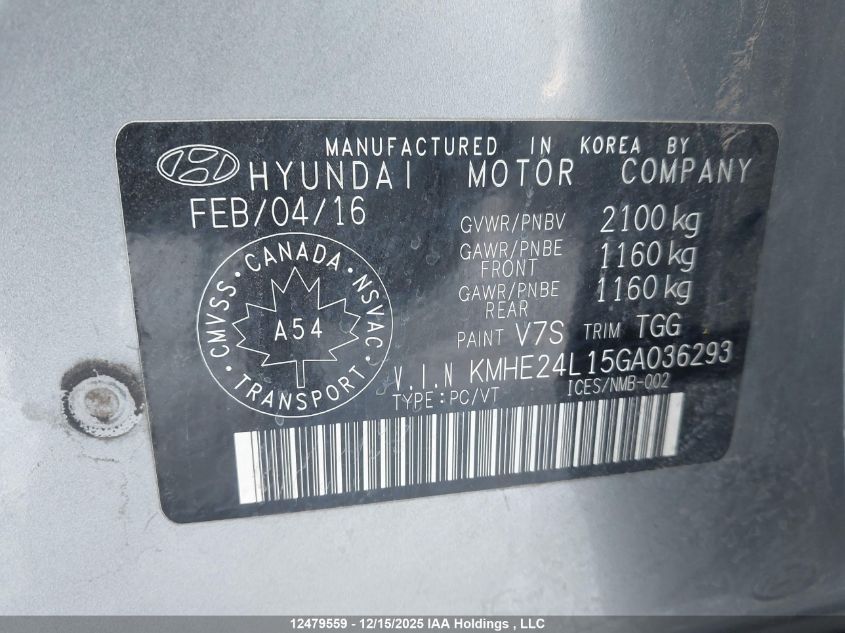 MANUFACTURED IN KOREA BY
HYUNDAI MOTOR COMPANY
FEB/04/16
GVWR/PNBV 2100 kg
GAWR/PNBE FRONT 1160 kg
GAWR/PNBE REAR 1160 kg
PAINT V7S TRIM TGG
CMVSS • CANADA • NSVAC • TRANSPORT •
A54
V.I.N KMHE24L15GA036293
TYPE:PC/VT ICES/NMB-002
12479559 - 12/15/2025 IAA Holdings , LLC